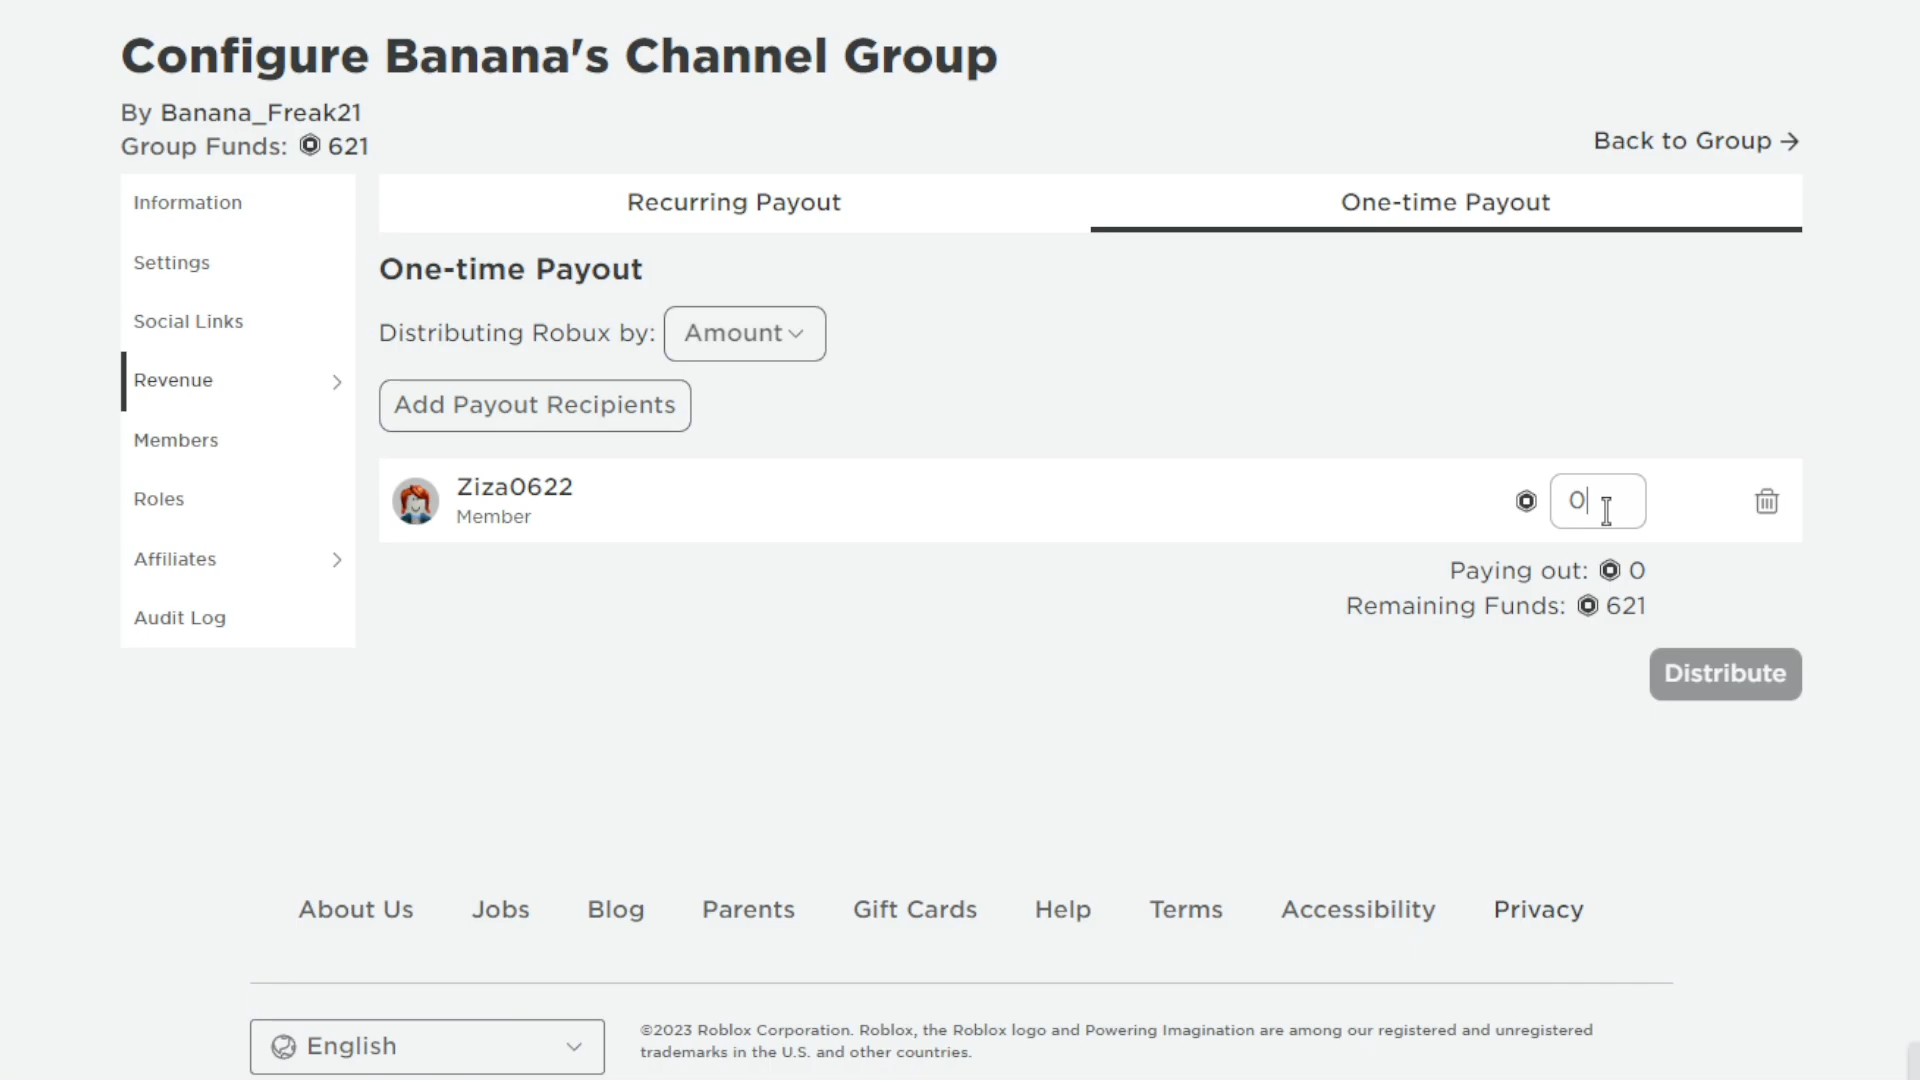 Configure Banana's Channel Group
By Banana_Freak21
Group Funds: 621
Back to Group
Information
Settings
Social Links
Revenue
Members
Roles
Affiliates
Audit Log
Recurring Payout
One-time Payout
One-time Payout
Distributing Robux by: Amount
Add Payout Recipients
Ziza0622
Member
0
Paying out: 0
Remaining Funds: 621
Distribute
About Us Jobs Blog Parents Gift Cards Help Terms Accessibility Privacy
English
©2023 Roblox Corporation. Roblox, the Roblox logo and Powering Imagination are among our registered and unregistered
trademarks in the U.S. and other countries.